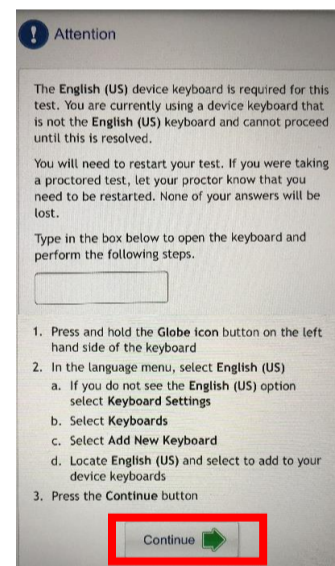 Attention
The English (US) device keyboard is required for this
test. You are currently using a device keyboard that
is not the English (US) keyboard and cannot proceed
until this is resolved.
You will need to restart your test. If you were taking
a proctored test, let your proctor know that you
need to be restarted. None of your answers will be
lost.
Type in the box below to open the keyboard and
perform the following steps.
1. Press and hold the Globe icon button on the left
hand side of the keyboard
2. In the language menu, select English (US)
a. If you do not see the English (US) option
select Keyboard Settings
b. Select Keyboards
c. Select Add New Keyboard
d. Locate English (US) and select to add to your
device keyboards
3. Press the Continue button
Continue